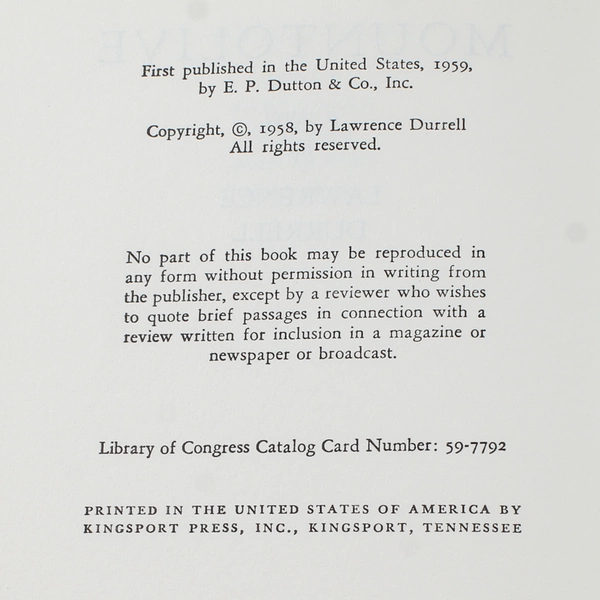 First published in the United States, 1959,
by E. P. Dutton & Co., Inc.
Copyright, ©, 1958, by Lawrence Durrell
All rights reserved.
No part of this book may be reproduced in
any form without permission in writing from
the publisher, except by a reviewer who wishes
to quote brief passages in connection with a
review written for inclusion in a magazine or
newspaper or broadcast.
Library of Congress Catalog Card Number: 59-7792
PRINTED IN THE UNITED STATES OF AMERICA BY
KINGSPORT PRESS, INC., KINGSPORT, TENNESSEE